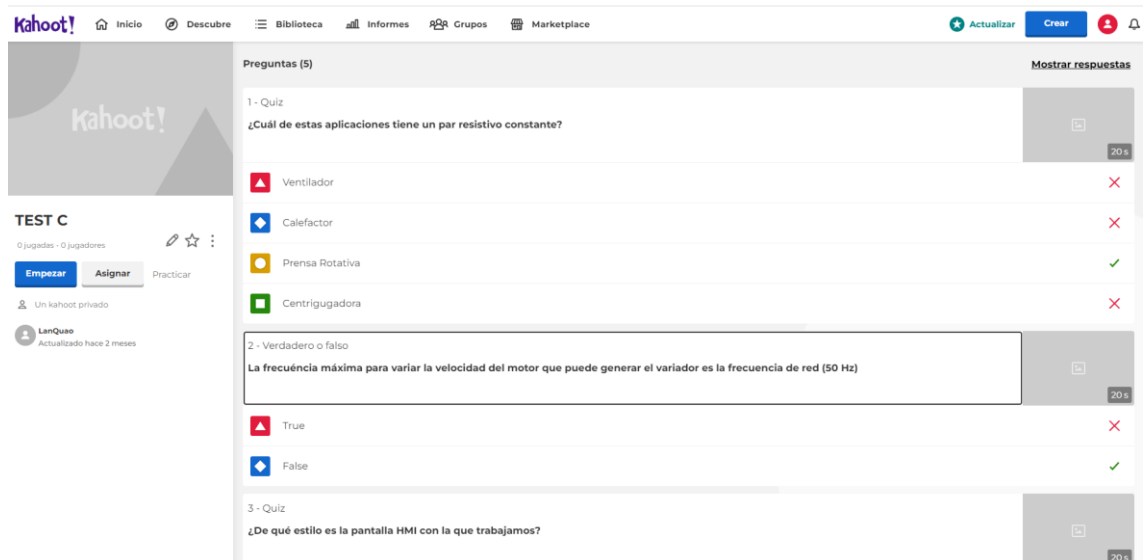 Kahoot! Inicio Descubre Biblioteca Informes Grupos Marketplace Actualizar Crear
Kahoot!
TEST C
0 jugadas · 0 jugadores
Empezar Asignar Practicar
Un kahoot privado
LanQuao
Actualizado hace 2 meses
Preguntas (5) Mostrar respuestas
1 - Quiz
¿Cuál de estas aplicaciones tiene un par resistivo constante?
20 s
Ventilador
Calefactor
Prensa Rotativa
Centrigugadora
2 - Verdadero o falso
La frecuéncia máxima para variar la velocidad del motor que puede generar el variador es la frecuencia de red (50 Hz)
20 s
True
False
3 - Quiz
¿De qué estilo es la pantalla HMI con la que trabajamos?
20 s